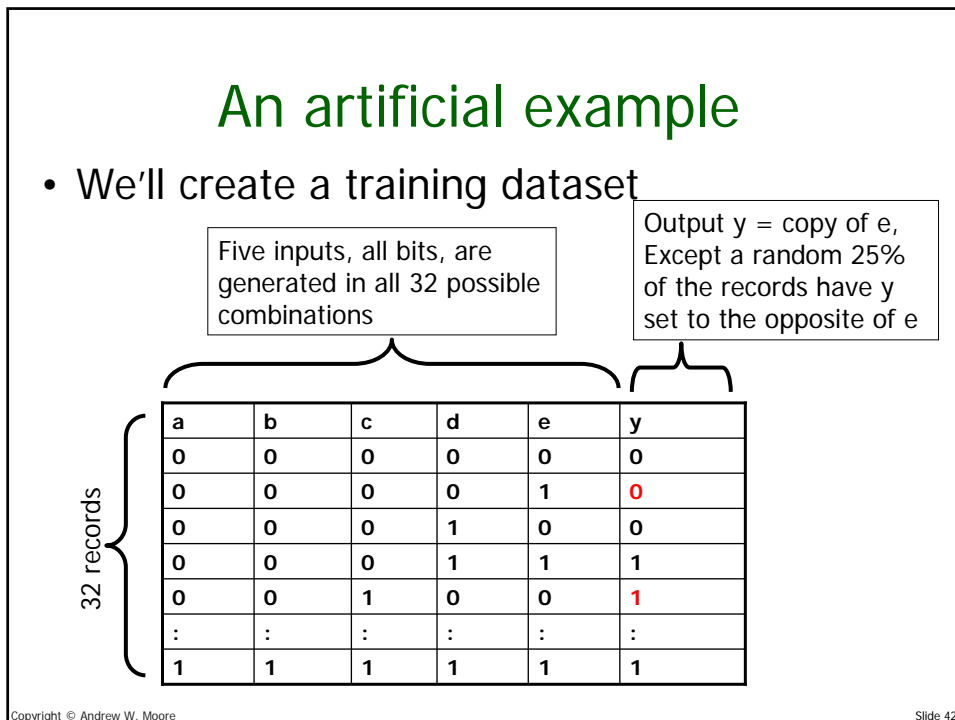 An artificial example
• We'll create a training dataset
Five inputs, all bits, are
generated in all 32 possible
combinations
Output y = copy of e,
Except a random 25%
of the records have y
set to the opposite of e
32 records
a b c d e y
0 0 0 0 0 0
0 0 0 0 1 0
0 0 0 1 0 0
0 0 0 1 1 1
0 0 1 0 0 1
: : : : : :
1 1 1 1 1 1
Copyright © Andrew W. Moore
Slide 42